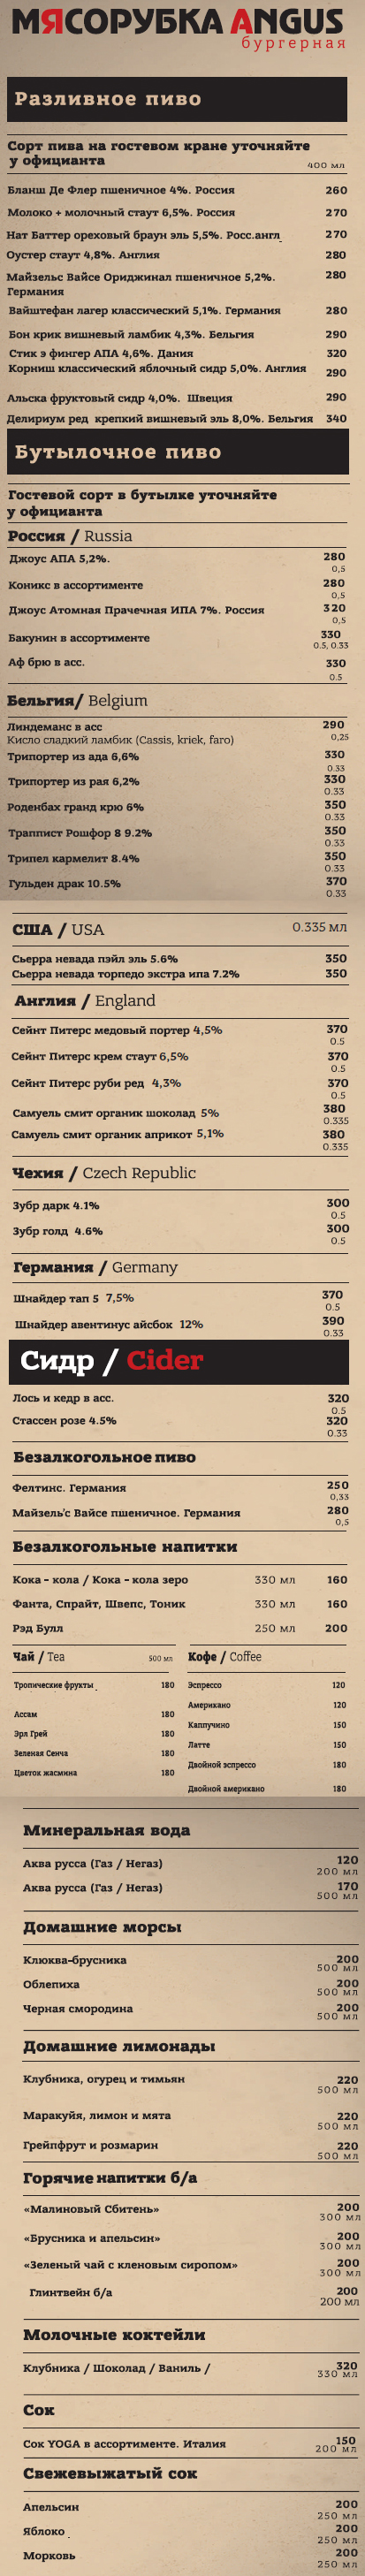 МЯСОРУБКА ANGUS
бургерная
Разливное пиво
Сорт пива на гостевом кране уточняйте
у официанта
400 мл
Бланш Де Флер пшеничное 4%. Россия 260
Молоко + молочный стаут 6,5%. Россия 270
Нат Баттер ореховый браун эль 5,5%. Росс.англ 270
Оустер стаут 4,8%. Англия 280
Майзельс Вайсе Ориджинал пшеничное 5,2%. 280
Германия
Вайштефан лагер классический 5,1%. Германия 280
Бон крик вишневый ламбик 4,3%. Бельгия 290
Стик э фингер АПА 4,6%. Дания 320
Корниш классический яблочный сидр 5,0%. Англия 290
Альска фруктовый сидр 4,0%. Швеция 290
Делириум ред крепкий вишневый эль 8,0%. Бельгия 340
Бутылочное пиво
Гостевой сорт в бутылке уточняйте
у официанта
Россия / Russia
Джоус АПА 5,2%. 280
0,5
Коникс в ассортименте 280
0,5
Джоус Атомная Прачечная ИПА 7%. Россия 320
0,5
Бакунин в ассортименте 330
0.5, 0.33
Аф брю в асс. 330
0.5
Бельгия/ Belgium
Линдеманс в асс 290
Кисло сладкий ламбик (Cassis, kriek, faro) 0,25
Трипортер из ада 6,6% 330
0.33
Трипортер из рая 6,2% 330
0.33
Роденбах гранд крю 6% 350
0.33
Траппист Рошфор 8 9.2% 350
0.33
Трипел кармелит 8.4% 350
0.33
Гульден драк 10.5% 370
0.33
США / USA 0.335 мл
Сьерра невада пэйл эль 5.6% 350
Сьерра невада торпедо экстра ипа 7.2% 350
Англия / England
Сейнт Питерс медовый портер 4,5% 370
0.5
Сейнт Питерс крем стаут 6,5% 370
0.5
Сейнт Питерс руби ред 4,3% 370
0.5
Самуель смит органик шоколад 5% 380
0.335
Самуель смит органик априкот 5,1% 380
0.335
Чехия / Czech Republic
Зубр дарк 4.1% 300
0.5
Зубр голд 4.6% 300
0.5
Германия / Germany
Шнайдер тап 5 7,5% 370
0.5
Шнайдер авентинус айсбок 12% 390
0.33
Сидр / Cider
Лось и кедр в асс. 320
0.5
Стассен розе 4.5% 320
0.33
Безалкогольное пиво
Фелтинс. Германия 250
0,33
Майзель'с Вайсе пшеничное. Германия 280
0,5
Безалкогольные напитки
Кока - кола / Кока - кола зеро 330 мл 160
Фанта, Спрайт, Швепс, Тоник 330 мл 160
Рэд Булл 250 мл 200
Чай / Tea 500 мл
Тропические фрукты 180
Ассам 180
Эрл Грей 180
Зеленая Сенча 180
Цветок жасмина 180
Кофе / Coffee
Эспрессо 120
Американо 120
Каппучино 150
Латте 150
Двойной эспрессо 180
Двойной американо 180
Минеральная вода
Аква русса (Газ / Негаз) 120
200 мл
Аква русса (Газ / Негаз) 170
500 мл
Домашние морсы
Клюква-брусника 200
500 мл
Облепиха 200
500 мл
Черная смородина 200
500 мл
Домашние лимонады
Клубника, огурец и тимьян 220
500 мл
Маракуйя, лимон и мята 220
500 мл
Грейпфрут и розмарин 220
500 мл
Горячие напитки б/а
«Малиновый Сбитень» 200
300 мл
«Брусника и апельсин» 200
300 мл
«Зеленый чай с кленовым сиропом» 200
300 мл
Глинтвейн б/а 200
200 мл
Молочные коктейли
Клубника / Шоколад / Ваниль / 320
330 мл
Сок
Сок YOGA в ассортименте. Италия 150
200 мл
Свежевыжатый сок
Апельсин 200
250 мл
Яблоко 200
250 мл
Морковь 200
250 мл